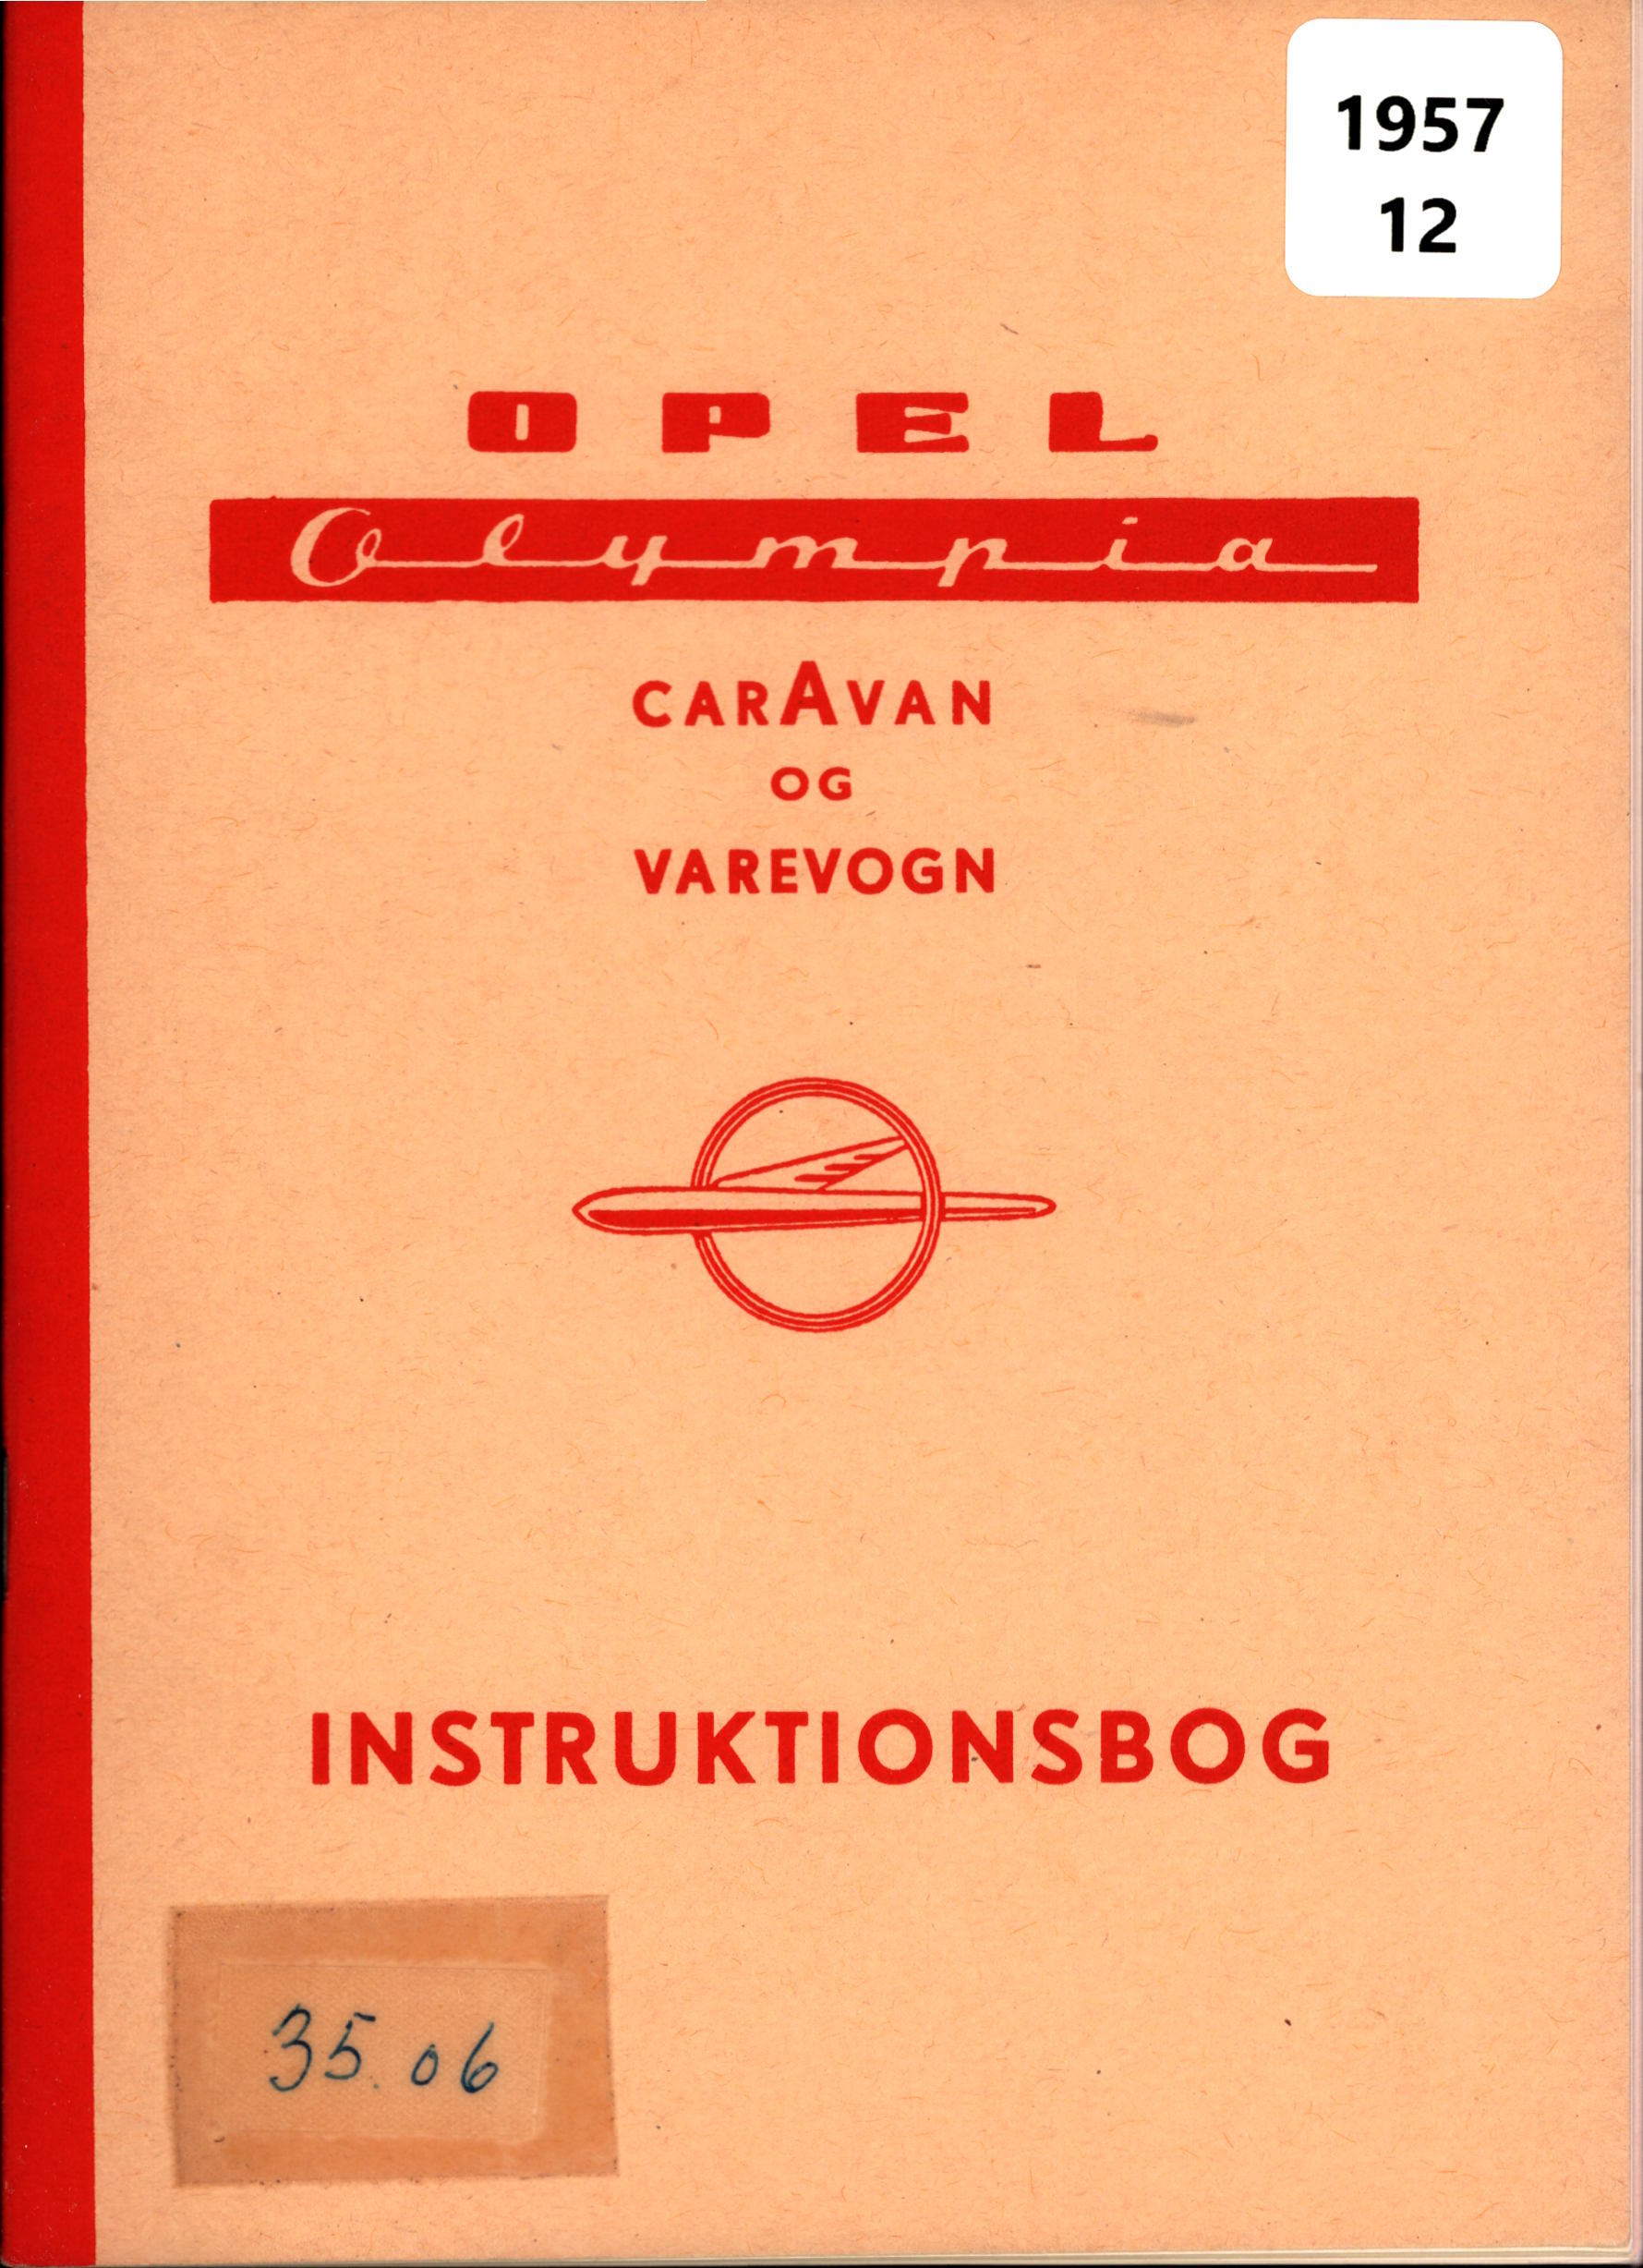 1957
12
OPEL
Olympia
CARAVAN
OG
VAREVOGN
INSTRUKTIONSBOG
35.06